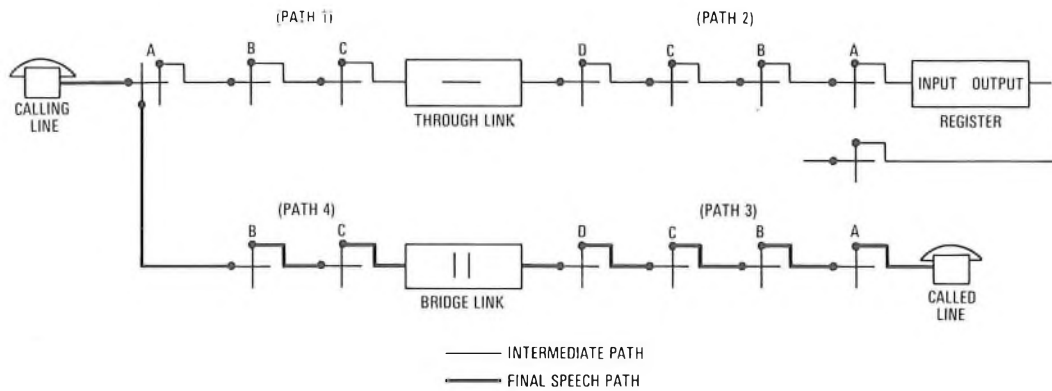 (PATH 1)
(PATH 2)
A
B
C
D
C
B
A
CALLING
LINE
THROUGH LINK
INPUT OUTPUT
REGISTER
(PATH 4)
(PATH 3)
B
C
D
C
B
A
BRIDGE LINK
CALLED
LINE
INTERMEDIATE PATH
FINAL SPEECH PATH